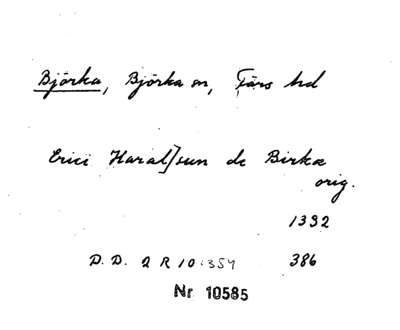 Björka, Björka sn, Färs hd
Erici Haral]sun de Birkæ
orig.
1332
D.D. 2 R 10:354 386
Nr 10585